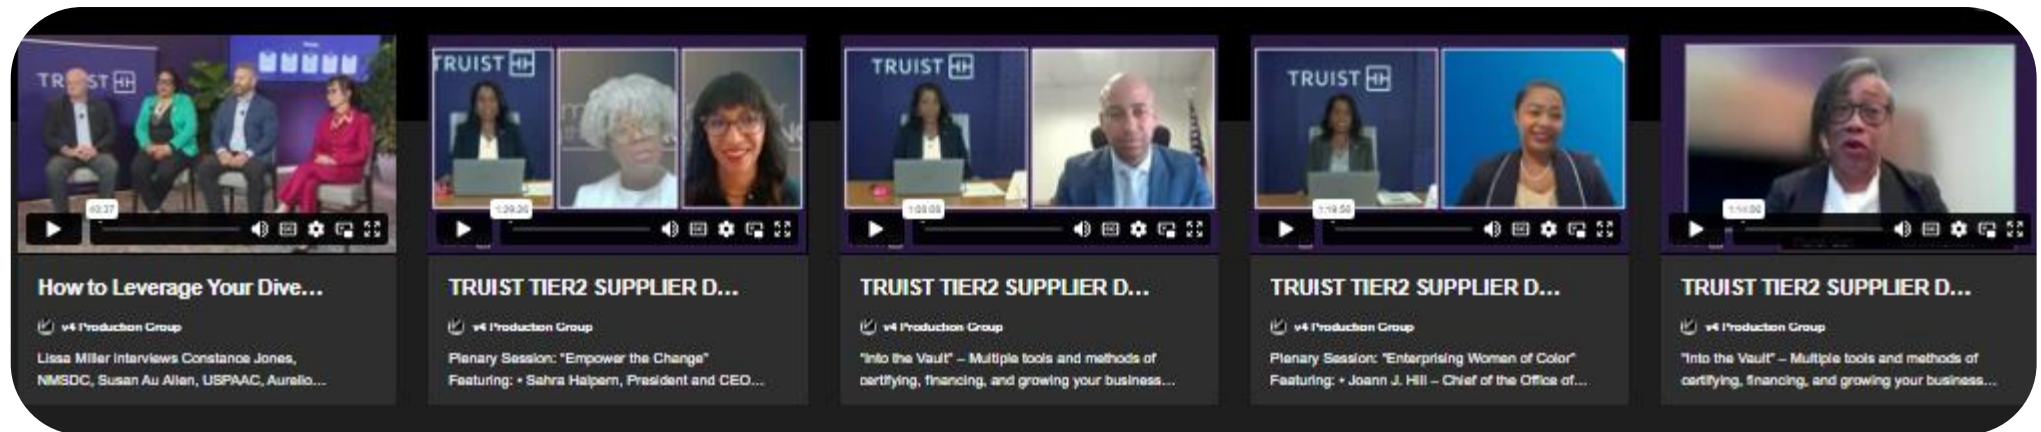 TRUIST
40:37
How to Leverage Your Dive...
v4 Production Group
Lissa Miller interviews Constance Jones,
NMSDC, Susan Au Allen, USPAAC, Aurelio...
TRUIST
1:29:26
TRUIST TIER2 SUPPLIER D...
v4 Production Group
Plenary Session: "Empower the Change"
Featuring: • Sahra Halpern, President and CEO...
TRUIST
TRUIST TIER2 SUPPLIER D...
v4 Production Group
"Into the Vault" – Multiple tools and methods of
certifying, financing, and growing your business...
TRUIST
TRUIST TIER2 SUPPLIER D...
v4 Production Group
Plenary Session: "Enterprising Women of Color"
Featuring: • Joann J. Hill – Chief of the Office of...
TRUIST TIER2 SUPPLIER D...
v4 Production Group
"Into the Vault" – Multiple tools and methods of
certifying, financing, and growing your business...